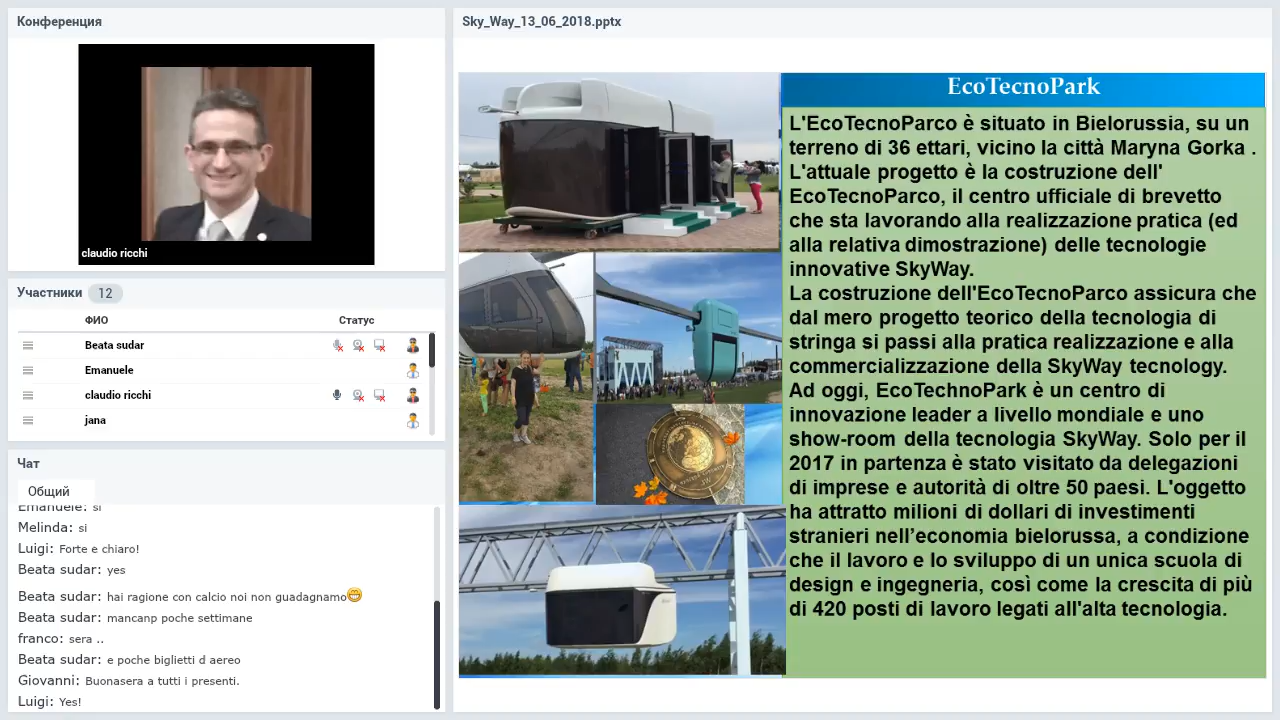 Конференция
claudio ricchi
Участники 12
ФИО Статус
Beata sudar
Emanuele
claudio ricchi
jana
Чат
Общий
Emanuele: si
Melinda: si
Luigi: Forte e chiaro!
Beata sudar: yes
Beata sudar: hai ragione con calcio noi non guadagnamo
Beata sudar: mancanp poche settimane
franco: sera ..
Beata sudar: e poche biglietti d aereo
Giovanni: Buonasera a tutti i presenti.
Luigi: Yes!
Sky_Way_13_06_2018.pptx
EcoTecnoPark
L'EcoTecnoParco è situato in Bielorussia, su un
terreno di 36 ettari, vicino la città Maryna Gorka .
L'attuale progetto è la costruzione dell'
EcoTecnoParco, il centro ufficiale di brevetto
che sta lavorando alla realizzazione pratica (ed
alla relativa dimostrazione) delle tecnologie
innovative SkyWay.
La costruzione dell'EcoTecnoParco assicura che
dal mero progetto teorico della tecnologia di
stringa si passi alla pratica realizzazione e alla
commercializzazione della SkyWay tecnology.
Ad oggi, EcoTechnoPark è un centro di
innovazione leader a livello mondiale e uno
show-room della tecnologia SkyWay. Solo per il
2017 in partenza è stato visitato da delegazioni
di imprese e autorità di oltre 50 paesi. L'oggetto
ha attratto milioni di dollari di investimenti
stranieri nell’economia bielorussa, a condizione
che il lavoro e lo sviluppo di un unica scuola di
design e ingegneria, così come la crescita di più
di 420 posti di lavoro legati all'alta tecnologia.